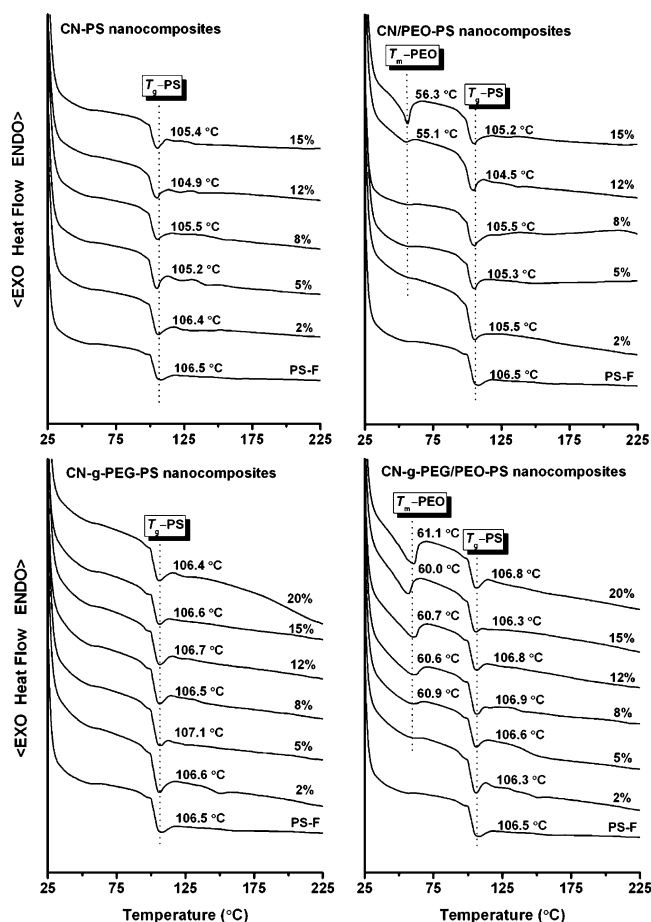 CN-PS nanocomposites
Tg-PS
105.4 °C
15%
104.9 °C
12%
105.5 °C
8%
105.2 °C
5%
106.4 °C
2%
106.5 °C
PS-F
25 75 125 175 225
CN/PEO-PS nanocomposites
Tm-PEO
Tg-PS
56.3 °C
55.1 °C
105.2 °C
15%
104.5 °C
12%
105.5 °C
8%
105.3 °C
5%
105.5 °C
2%
106.5 °C
PS-F
25 75 125 175 225
<EXO Heat Flow ENDO>
CN-g-PEG-PS nanocomposites
Tg-PS
106.4 °C
20%
106.6 °C
15%
106.7 °C
12%
106.5 °C
8%
107.1 °C
5%
106.6 °C
2%
106.5 °C
PS-F
25 75 125 175 225
Temperature (°C)
CN-g-PEG/PEO-PS nanocomposites
Tm-PEO
Tg-PS
61.1 °C
60.0 °C
106.8 °C
20%
60.7 °C
106.3 °C
15%
60.6 °C
106.8 °C
12%
60.9 °C
106.9 °C
8%
106.6 °C
5%
106.3 °C
2%
106.5 °C
PS-F
25 75 125 175 225
Temperature (°C)
<EXO Heat Flow ENDO>